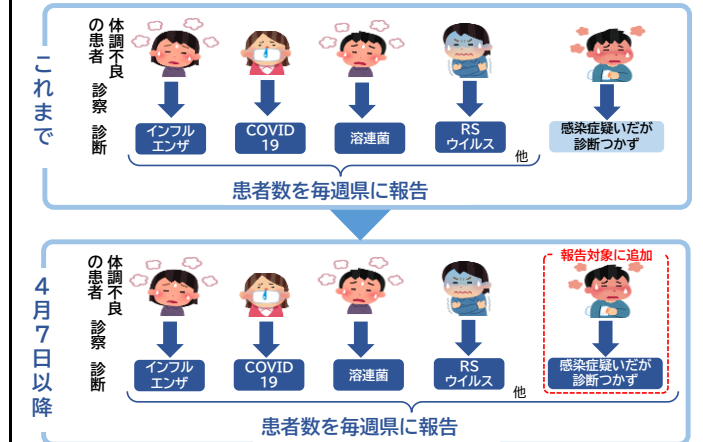 これまで
体調不良
の患者
診察
診断
インフル
エンザ
COVID
19
溶連菌
RS
ウイルス
他
感染症疑いだが
診断つかず
患者数を毎週県に報告
4月7日以降
体調不良
の患者
診察
診断
報告対象に追加
インフル
エンザ
COVID
19
溶連菌
RS
ウイルス
他
感染症疑いだが
診断つかず
患者数を毎週県に報告